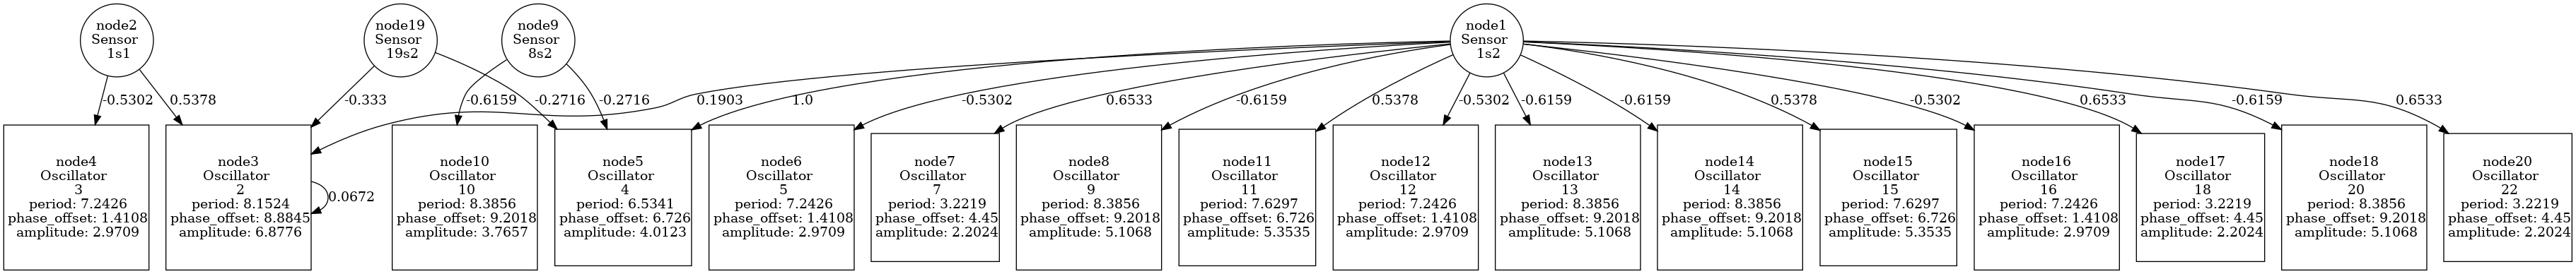 node2
Sensor
1s1
node19
Sensor
19s2
node9
Sensor
8s2
node1
Sensor
1s2
-0.5302
0.5378
-0.333
-0.6159
-0.2716
-0.2716
0.1903
1.0
-0.5302
0.6533
-0.6159
0.5378
-0.5302
-0.6159
-0.6159
0.5378
-0.5302
0.6533
-0.6159
0.6533
node4
Oscillator
3
period: 7.2426
phase_offset: 1.4108
amplitude: 2.9709
node3
Oscillator
2
period: 8.1524
phase_offset: 8.8845
amplitude: 6.8776
0.0672
node10
Oscillator
10
period: 8.3856
phase_offset: 9.2018
amplitude: 3.7657
node5
Oscillator
4
period: 6.5341
phase_offset: 6.726
amplitude: 4.0123
node6
Oscillator
5
period: 7.2426
phase_offset: 1.4108
amplitude: 2.9709
node7
Oscillator
7
period: 3.2219
phase_offset: 4.45
amplitude: 2.2024
node8
Oscillator
9
period: 8.3856
phase_offset: 9.2018
amplitude: 5.1068
node11
Oscillator
11
period: 7.6297
phase_offset: 6.726
amplitude: 5.3535
node12
Oscillator
12
period: 7.2426
phase_offset: 1.4108
amplitude: 2.9709
node13
Oscillator
13
period: 8.3856
phase_offset: 9.2018
amplitude: 5.1068
node14
Oscillator
14
period: 8.3856
phase_offset: 9.2018
amplitude: 5.1068
node15
Oscillator
15
period: 7.6297
phase_offset: 6.726
amplitude: 5.3535
node16
Oscillator
16
period: 7.2426
phase_offset: 1.4108
amplitude: 2.9709
node17
Oscillator
18
period: 3.2219
phase_offset: 4.45
amplitude: 2.2024
node18
Oscillator
20
period: 8.3856
phase_offset: 9.2018
amplitude: 5.1068
node20
Oscillator
22
period: 3.2219
phase_offset: 4.45
amplitude: 2.2024